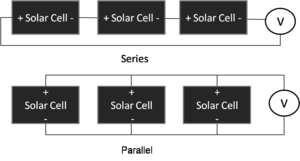 + Solar Cell - + Solar Cell - + Solar Cell - V
Series
+ + +
Solar Cell Solar Cell Solar Cell V
- - -
Parallel